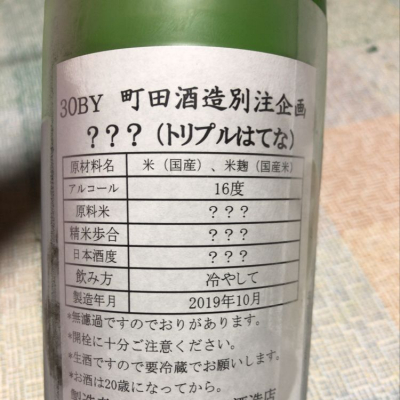 30BY 町田酒造別注企画
？？？（トリプルはてな）
原材料名 米（国産）、米麹（国産米）
アルコール 16度
原料米 ？？？
精米歩合 ？？？
日本酒度 ？？？
飲み方 冷やして
製造年月 2019年10月
*無濾過ですのでおりがあります。
*開栓に十分ご注意ください。
*生酒ですので要冷蔵でお願いします。
*お酒は20歳になってから。